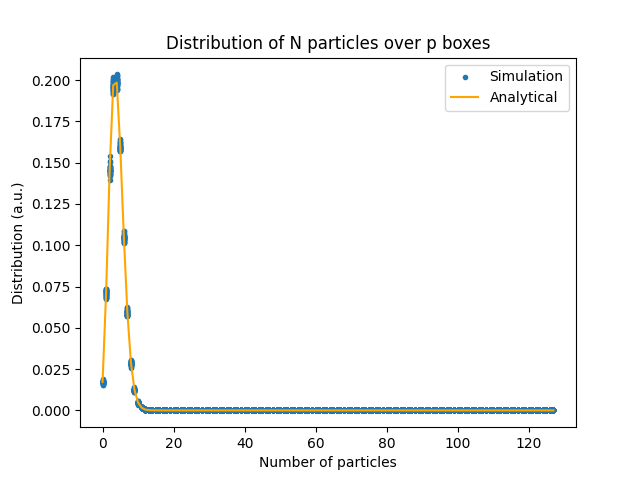 Distribution of N particles over p boxes
Simulation
Analytical
Distribution (a.u.)
0.200
0.175
0.150
0.125
0.100
0.075
0.050
0.025
0.000
0 20 40 60 80 100 120
Number of particles